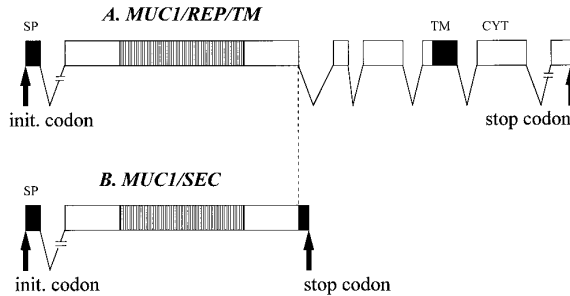 A. MUC1/REP/TM
SP TM CYT
init. codon stop codon
B. MUC1/SEC
SP
init. codon stop codon